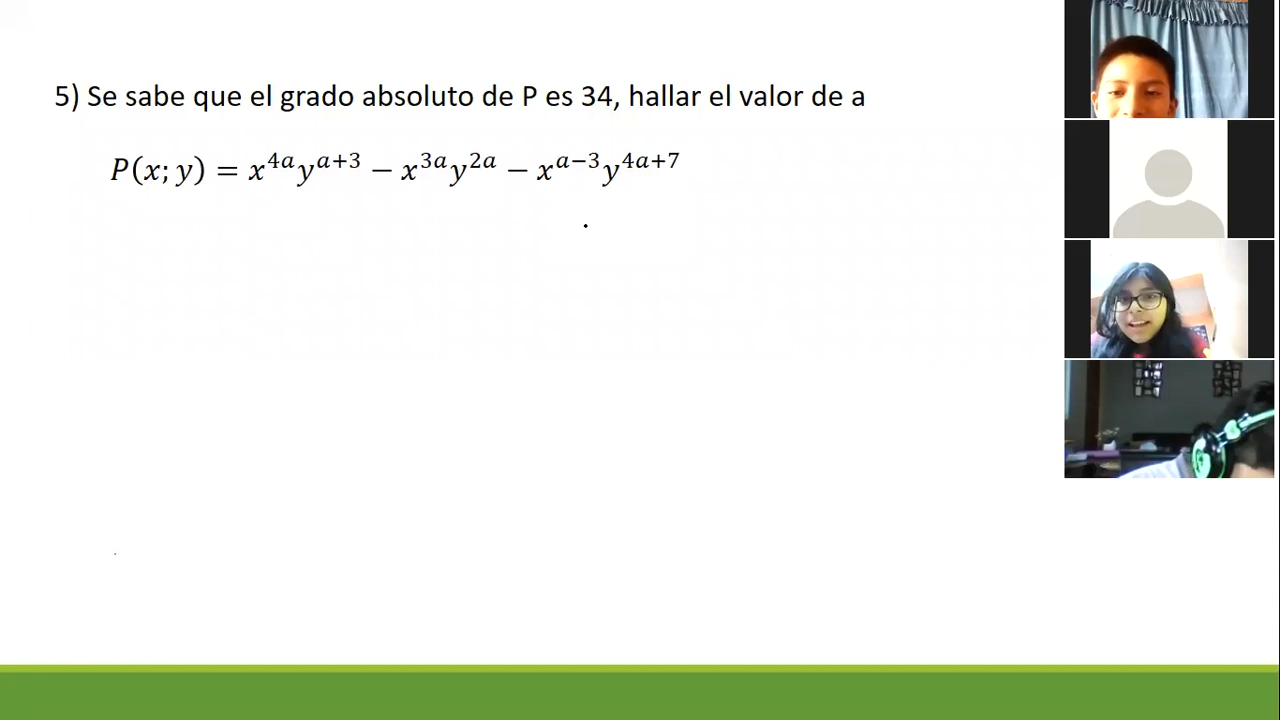 5) Se sabe que el grado absoluto de P es 34, hallar el valor de a
P(x; y) = x^{4a}y^{a+3} − x^{3a}y^{2a} − x^{a−3}y^{4a+7}